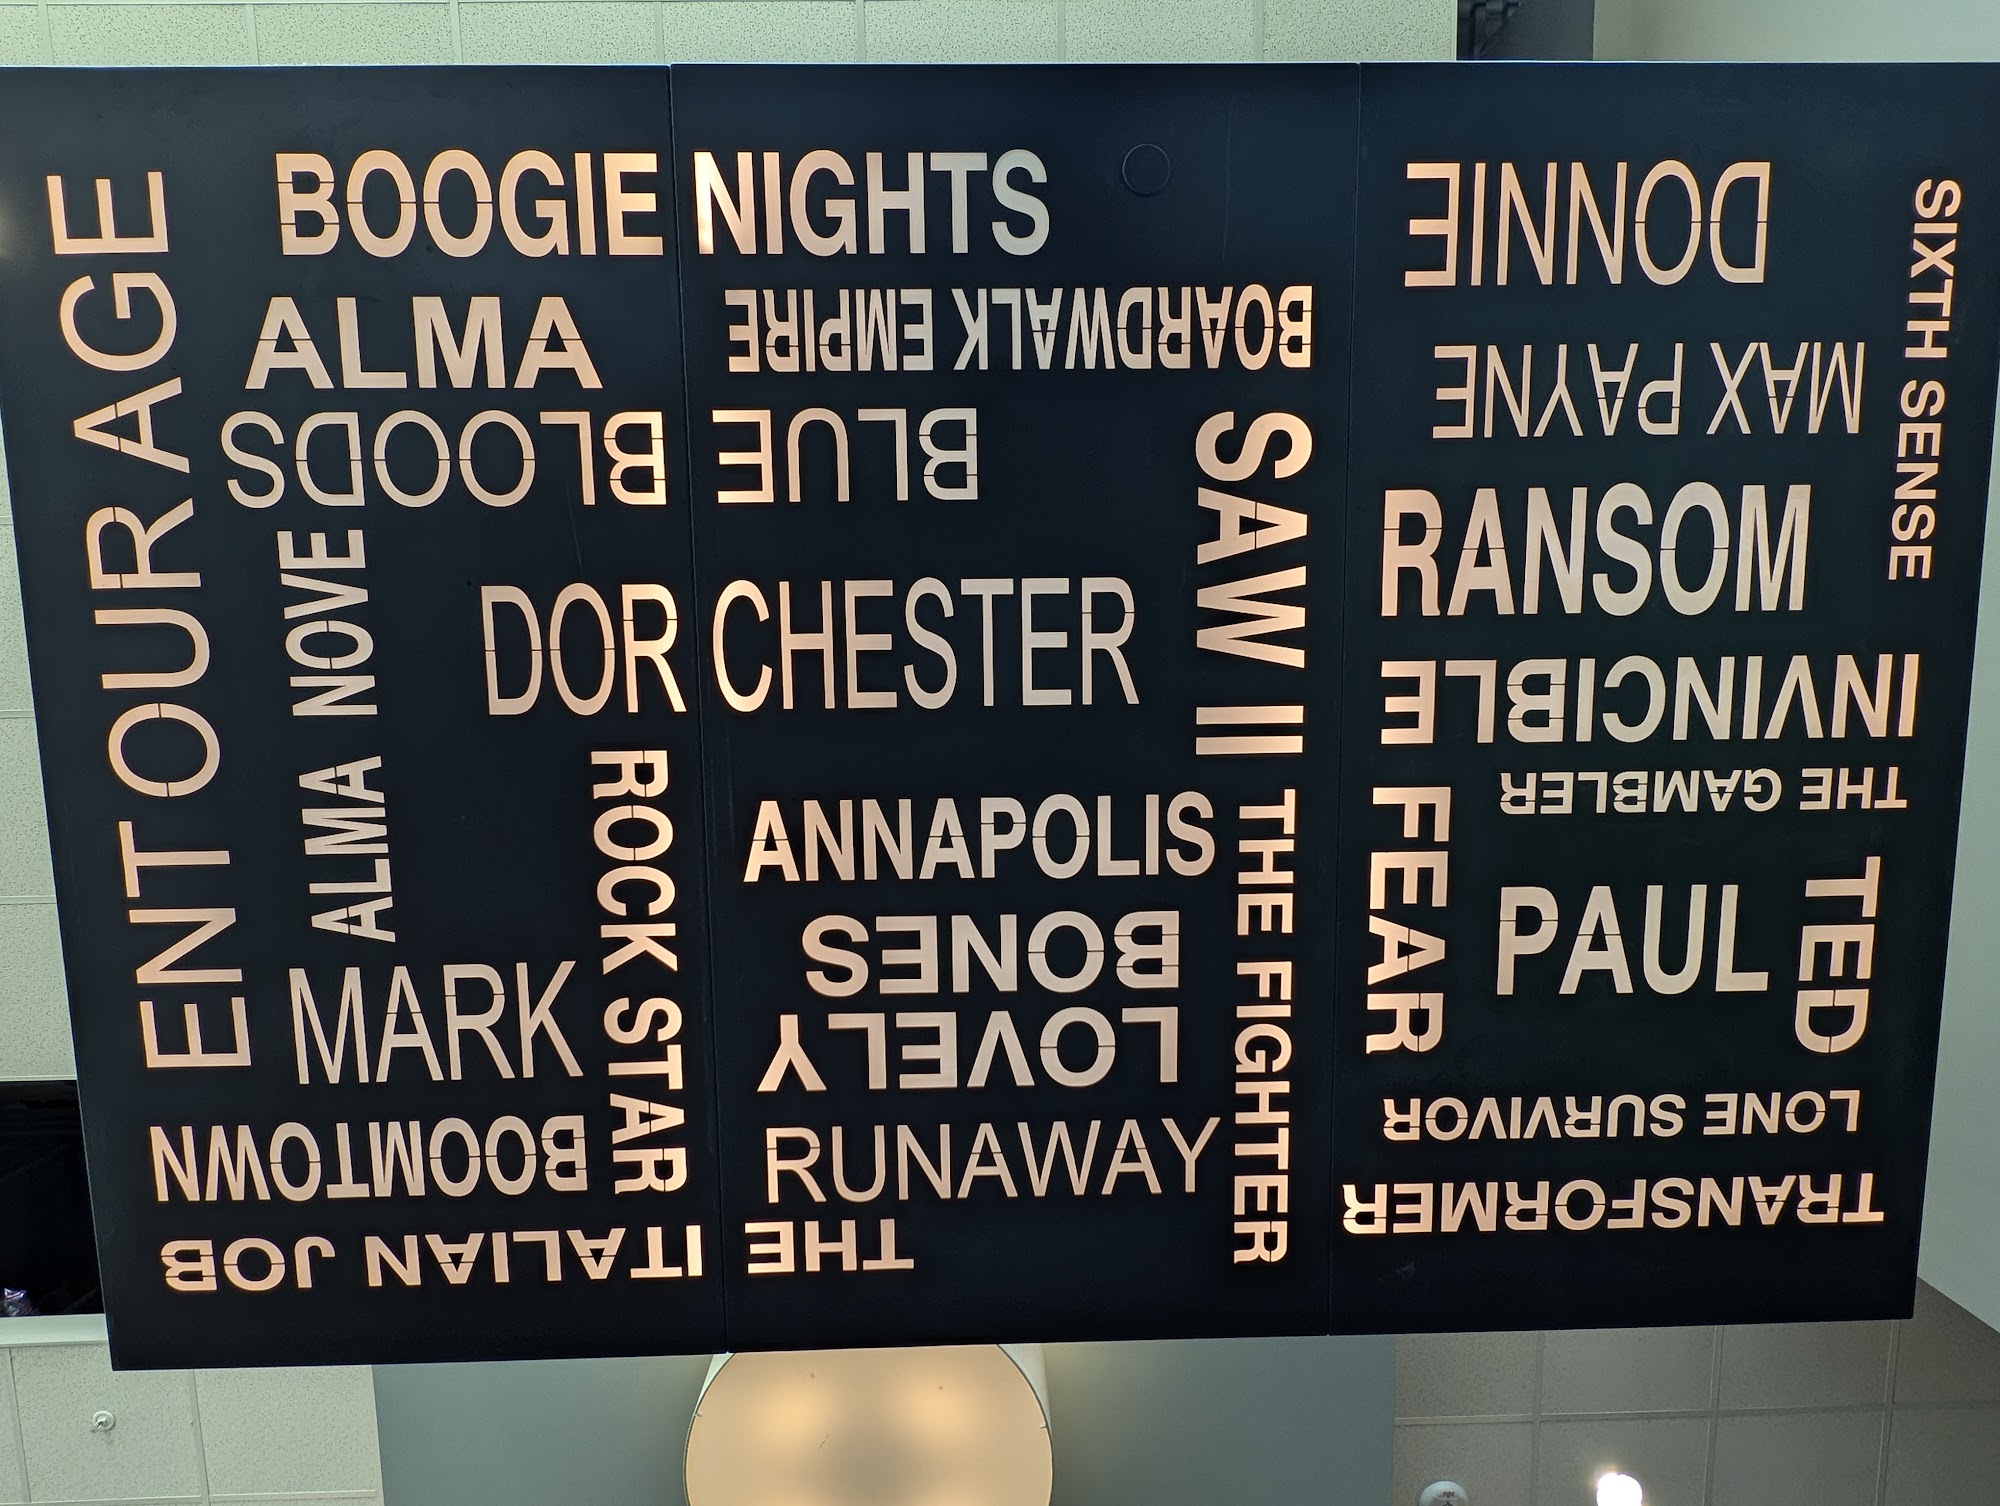 ENTOURAGE
BOOGIE NIGHTS
ALMA
BOARDWALK EMPIRE
BLUE BLOODS
ALMA NOVE
DORCHESTER
SAW II
ROCK STAR
MARK
ANNAPOLIS
LOVELY
BONES
THE FIGHTER
RUNAWAY
BOOMTOWN
THE ITALIAN JOB
DONNIE
SIXTH SENSE
MAX PAYNE
RANSOM
INVINCIBLE
THE GAMBLER
FEAR
PAUL
TED
LONE SURVIVOR
TRANSFORMER